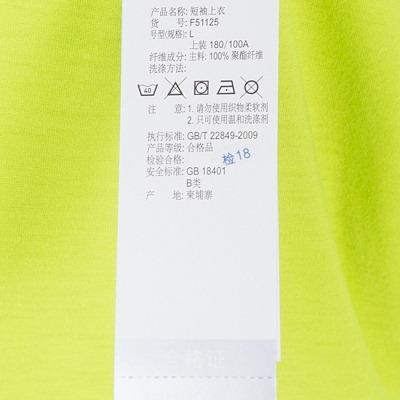 产品名称: 短袖上衣
货 号: F51125
号型(规格): L
上装 180/100A
纤维成分: 主料: 100% 聚酯纤维
洗涤方法:
40
注 意: 1. 请勿使用织物柔软剂
2. 只可使用温和洗涤剂
执行标准: GB/T 22849-2009
产品等级: 合格品
检验合格: 检18
安全标准: GB 18401
B类
产 地: 柬埔寨
合格证